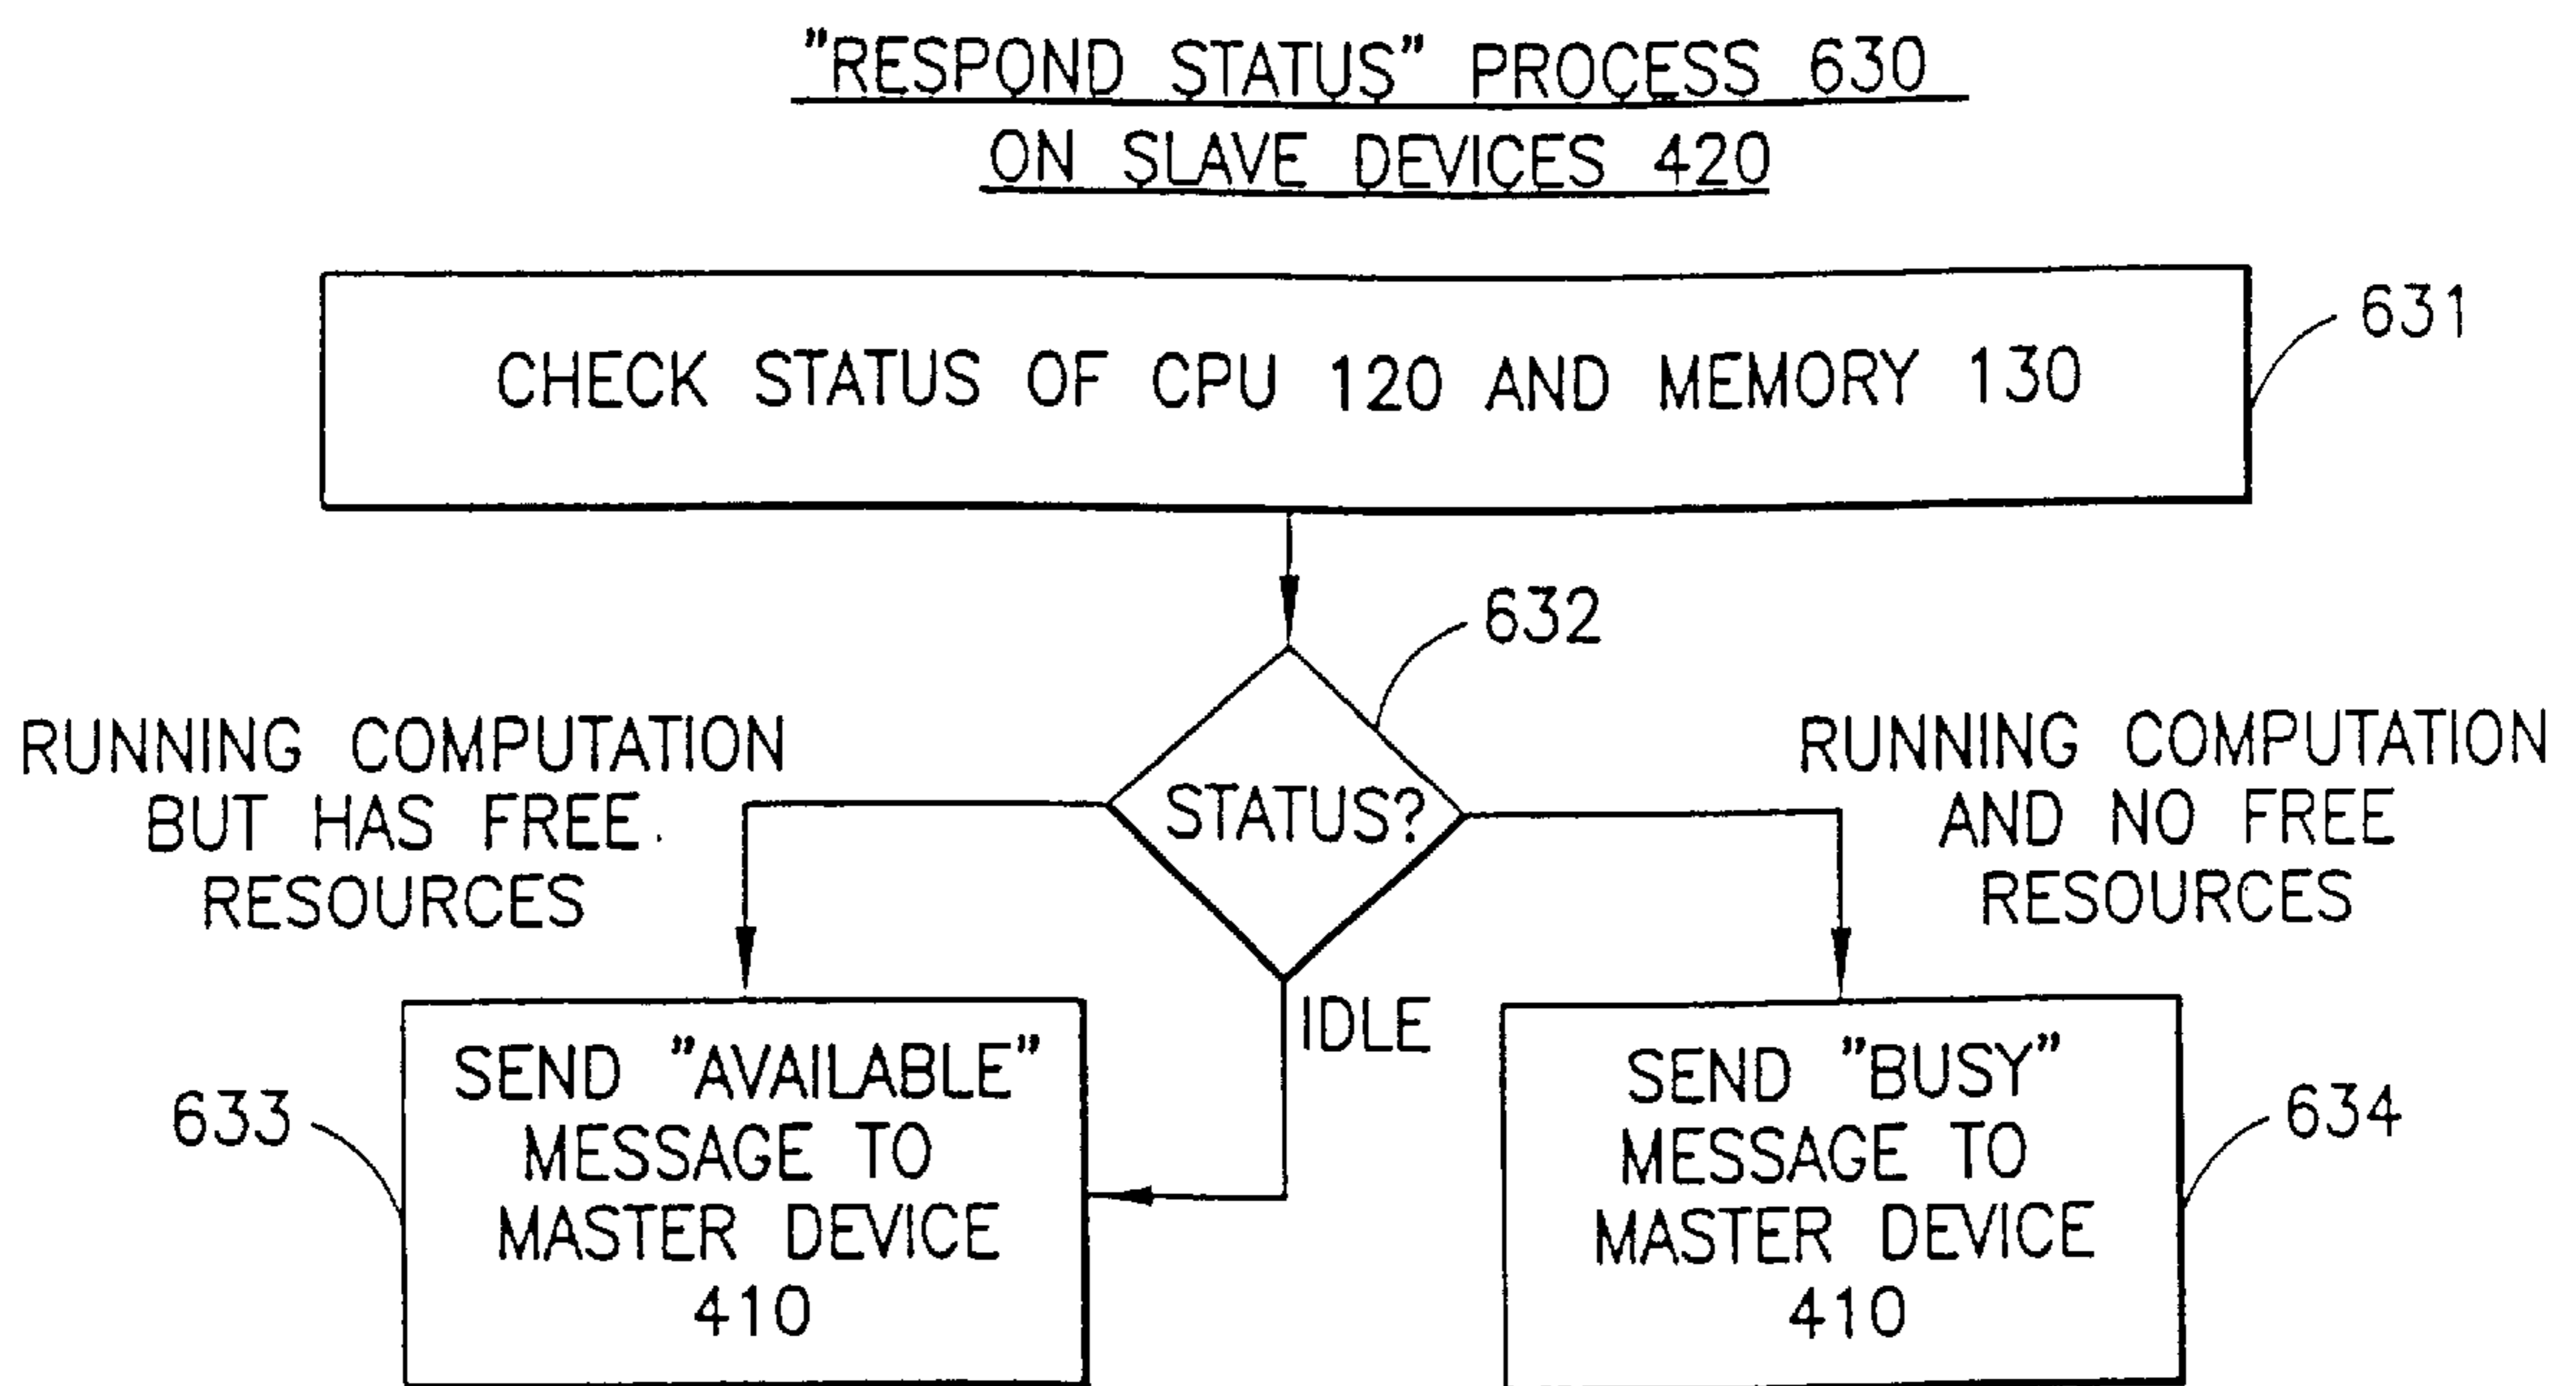 ”RESPOND STATUS” PROCESS 630
ON SLAVE DEVICES 420
CHECK STATUS OF CPU 120 AND MEMORY 130
631
632
STATUS?
RUNNING COMPUTATION
BUT HAS FREE
RESOURCES
RUNNING COMPUTATION
AND NO FREE
RESOURCES
IDLE
SEND ”AVAILABLE”
MESSAGE TO
MASTER DEVICE
410
633
SEND ”BUSY”
MESSAGE TO
MASTER DEVICE
410
634